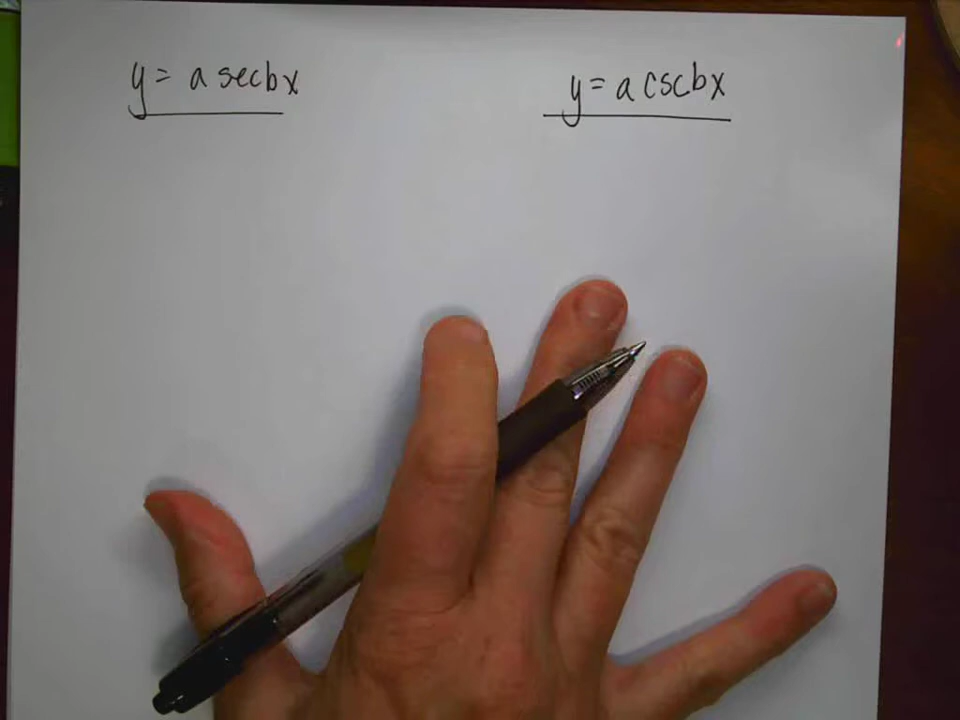 y = a sec bx
y = a csc bx